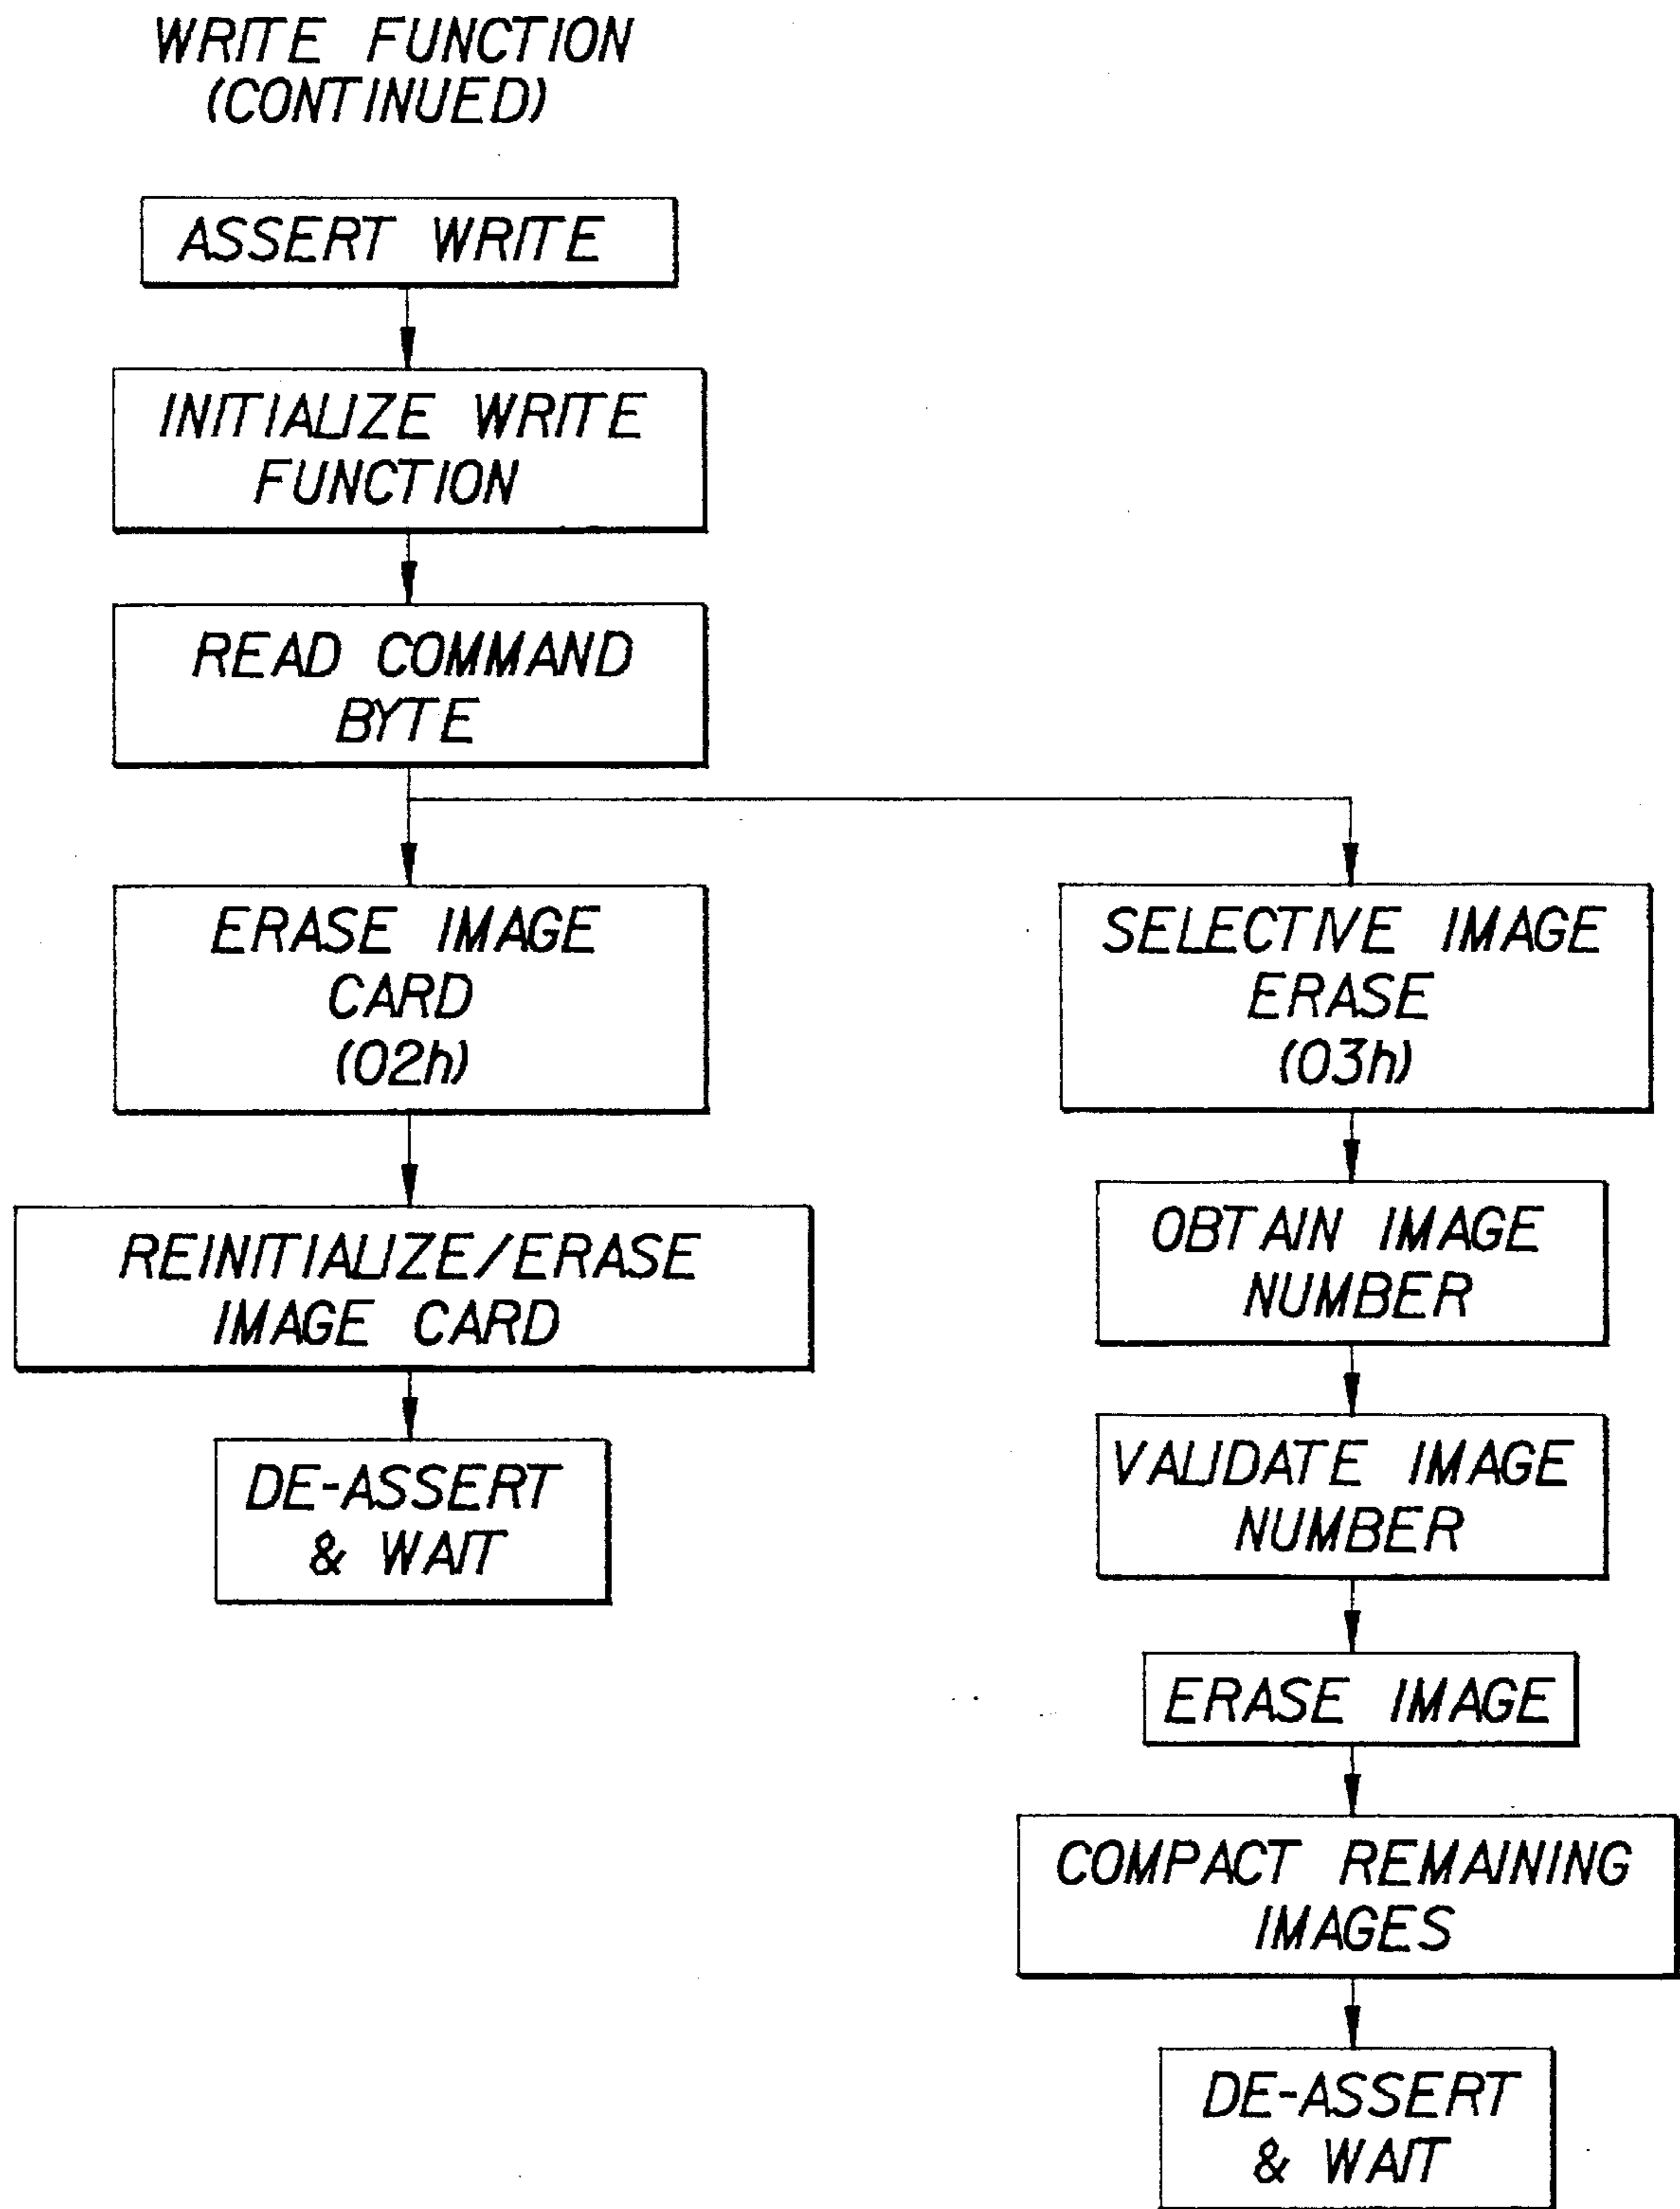 WRITE FUNCTION
(CONTINUED)
ASSERT WRITE
INITIALIZE WRITE
FUNCTION
READ COMMAND
BYTE
ERASE IMAGE
CARD
(02h)
REINITIALIZE/ERASE
IMAGE CARD
DE-ASSERT
& WAIT
SELECTIVE IMAGE
ERASE
(03h)
OBTAIN IMAGE
NUMBER
VALIDATE IMAGE
NUMBER
ERASE IMAGE
COMPACT REMAINING
IMAGES
DE-ASSERT
& WAIT